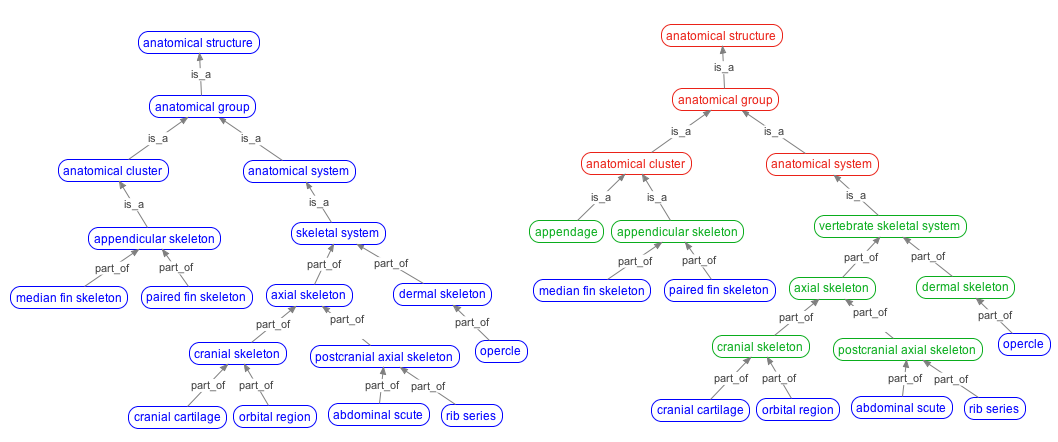 anatomical structure
is_a
anatomical group
is_a
is_a
anatomical cluster
anatomical system
is_a
is_a
appendicular skeleton
skeletal system
part_of
part_of
part_of
part_of
median fin skeleton
paired fin skeleton
axial skeleton
dermal skeleton
part_of
part_of
part_of
cranial skeleton
postcranial axial skeleton
opercle
part_of
part_of
part_of
part_of
cranial cartilage
orbital region
abdominal scute
rib series
anatomical structure
is_a
anatomical group
is_a
is_a
anatomical cluster
anatomical system
is_a
is_a
is_a
appendage
appendicular skeleton
vertebrate skeletal system
part_of
part_of
part_of
part_of
median fin skeleton
paired fin skeleton
axial skeleton
dermal skeleton
part_of
part_of
part_of
cranial skeleton
postcranial axial skeleton
opercle
part_of
part_of
part_of
part_of
cranial cartilage
orbital region
abdominal scute
rib series